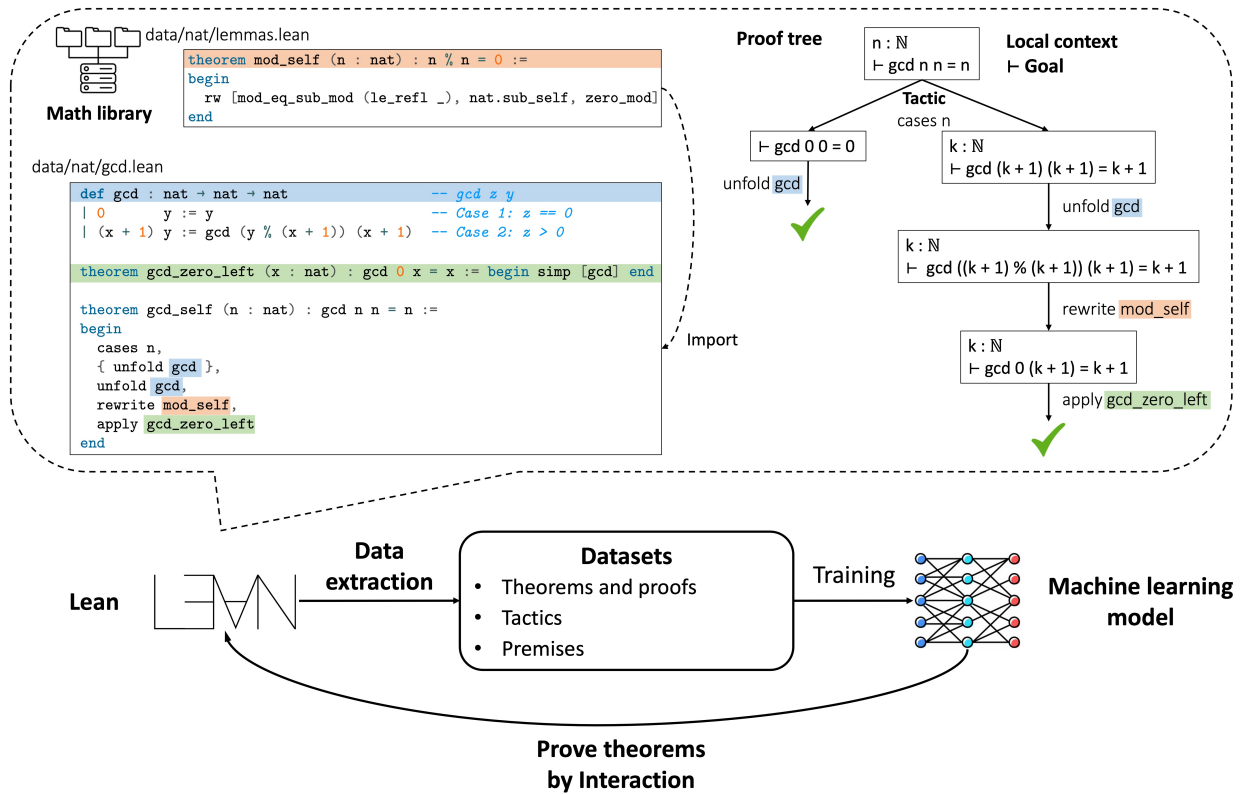 data/nat/lemmas.lean
Math library
theorem mod_self (n : nat) : n % n = 0 :=
begin
rw [mod_eq_sub_mod (le_refl _), nat.sub_self, zero_mod]
end
data/nat/gcd.lean
def gcd : nat → nat → nat -- gcd z y
| 0 y := y -- Case 1: z == 0
| (x + 1) y := gcd (y % (x + 1)) (x + 1) -- Case 2: z > 0
theorem gcd_zero_left (x : nat) : gcd 0 x = x := begin simp [gcd] end
theorem gcd_self (n : nat) : gcd n n = n :=
begin
cases n,
{ unfold gcd },
unfold gcd,
rewrite mod_self,
apply gcd_zero_left
end
Import
Proof tree
n : ℕ
⊢ gcd n n = n
Local context
⊢ Goal
Tactic
cases n
⊢ gcd 0 0 = 0
unfold gcd
k : ℕ
⊢ gcd (k + 1) (k + 1) = k + 1
unfold gcd
k : ℕ
⊢ gcd ((k + 1) % (k + 1)) (k + 1) = k + 1
rewrite mod_self
k : ℕ
⊢ gcd 0 (k + 1) = k + 1
apply gcd_zero_left
Lean
LEAN
Data
extraction
Datasets
• Theorems and proofs
• Tactics
• Premises
Training
Machine learning
model
Prove theorems
by Interaction